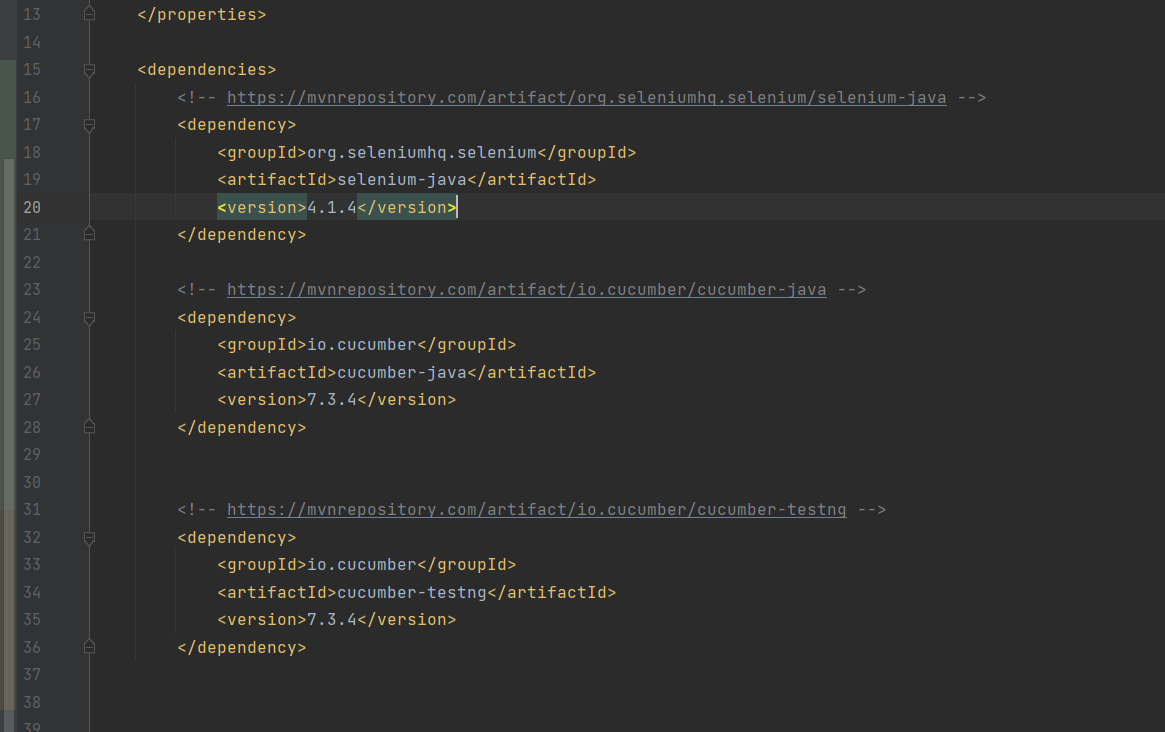 13 </properties>
14
15 <dependencies>
16 <!-- https://mvnrepository.com/artifact/org.seleniumhq.selenium/selenium-java -->
17 <dependency>
18 <groupId>org.seleniumhq.selenium</groupId>
19 <artifactId>selenium-java</artifactId>
20 <version>4.1.4</version>
21 </dependency>
22
23 <!-- https://mvnrepository.com/artifact/io.cucumber/cucumber-java -->
24 <dependency>
25 <groupId>io.cucumber</groupId>
26 <artifactId>cucumber-java</artifactId>
27 <version>7.3.4</version>
28 </dependency>
29
30
31 <!-- https://mvnrepository.com/artifact/io.cucumber/cucumber-testng -->
32 <dependency>
33 <groupId>io.cucumber</groupId>
34 <artifactId>cucumber-testng</artifactId>
35 <version>7.3.4</version>
36 </dependency>
37
38
39